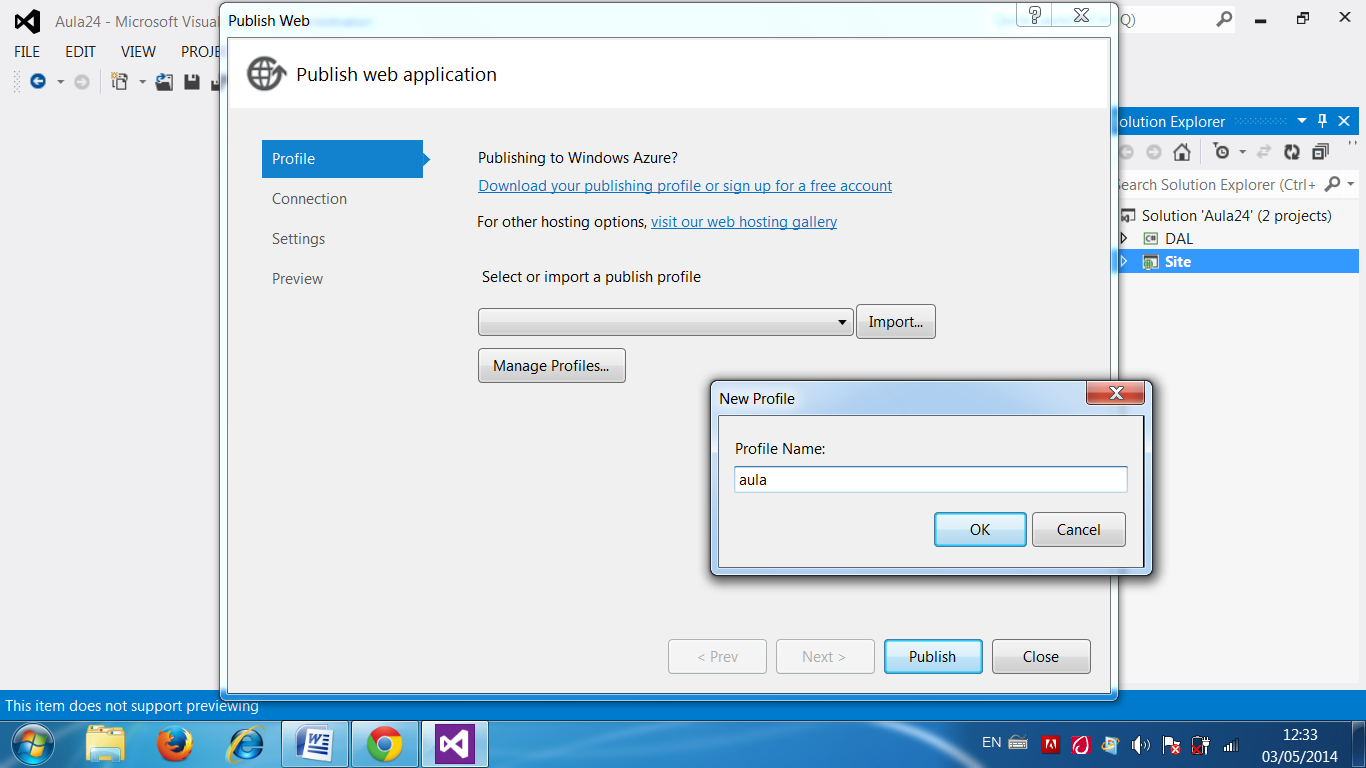 Aula24 - Microsoft Visual
Q)
FILE EDIT VIEW
Publish Web
Publish web application
Profile
Connection
Settings
Preview
Publishing to Windows Azure?
Download your publishing profile or sign up for a free account
For other hosting options, visit our web hosting gallery
Select or import a publish profile
Import...
Manage Profiles...
New Profile
Profile Name:
aula
OK Cancel
< Prev Next > Publish Close
olution Explorer
earch Solution Explorer (Ctrl+
Solution 'Aula24' (2 projects)
DAL
Site
This item does not support previewing
EN
12:33
03/05/2014